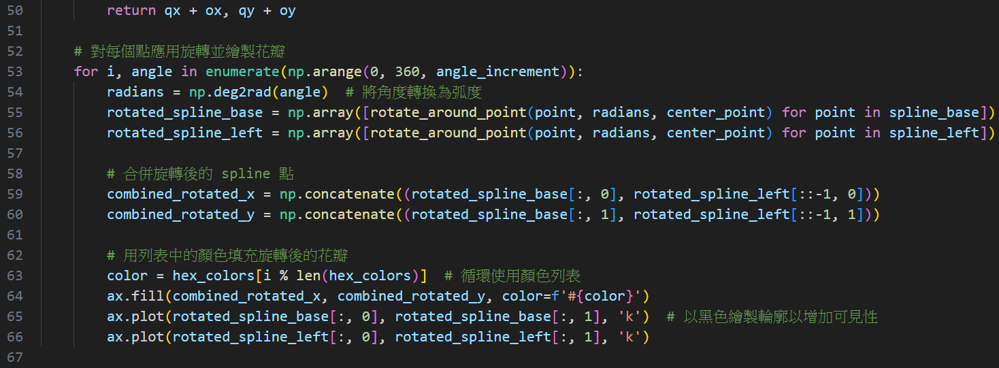 50 return qx + ox, qy + oy
51
52 # 對每個點應用旋轉並繪製花瓣
53 for i, angle in enumerate(np.arange(0, 360, angle_increment)):
54 radians = np.deg2rad(angle)  # 將角度轉換為弧度
55 rotated_spline_base = np.array([rotate_around_point(point, radians, center_point) for point in spline_base])
56 rotated_spline_left = np.array([rotate_around_point(point, radians, center_point) for point in spline_left])
57
58 # 合併旋轉後的 spline 點
59 combined_rotated_x = np.concatenate((rotated_spline_base[:, 0], rotated_spline_left[::-1, 0]))
60 combined_rotated_y = np.concatenate((rotated_spline_base[:, 1], rotated_spline_left[::-1, 1]))
61
62 # 用列表中的顏色填充旋轉後的花瓣
63 color = hex_colors[i % len(hex_colors)]  # 循環使用顏色列表
64 ax.fill(combined_rotated_x, combined_rotated_y, color=f'#{color}')
65 ax.plot(rotated_spline_base[:, 0], rotated_spline_base[:, 1], 'k')  # 以黑色繪製輪廓以增加可見性
66 ax.plot(rotated_spline_left[:, 0], rotated_spline_left[:, 1], 'k')
67